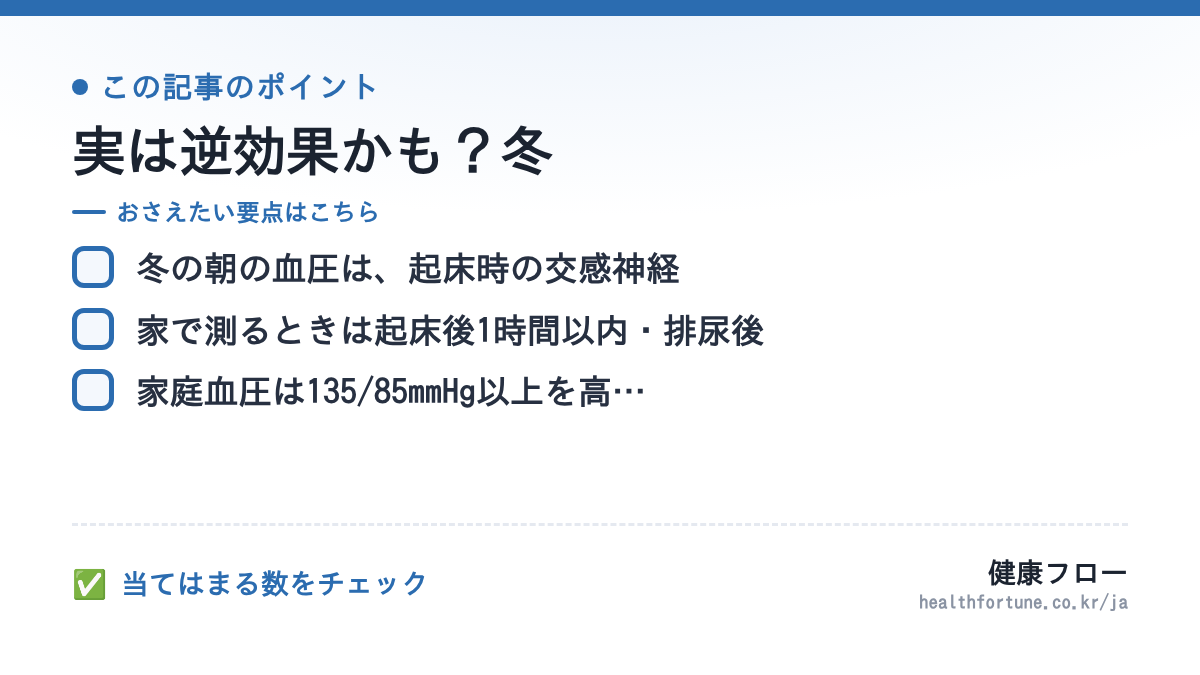 この記事のポイント
実は逆効果かも？冬
おさえたい要点はこちら
冬の朝の血圧は、起床時の交感神経
家で測るときは起床後1時間以内・排尿後
家庭血圧は135/85mmHg以上を高…
当てはまる数をチェック
健康フロー
healthfortune.co.kr/ja